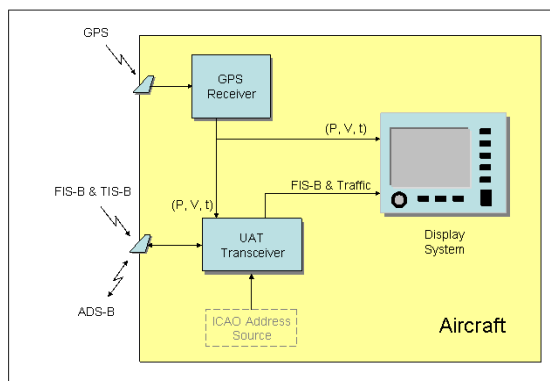 GPS
GPS
Receiver
(P, V, t)
FIS-B & Traffic
FIS-B & TIS-B
(P, V, t)
UAT
Transceiver
Display
System
ADS-B
ICAO Address
Source
Aircraft